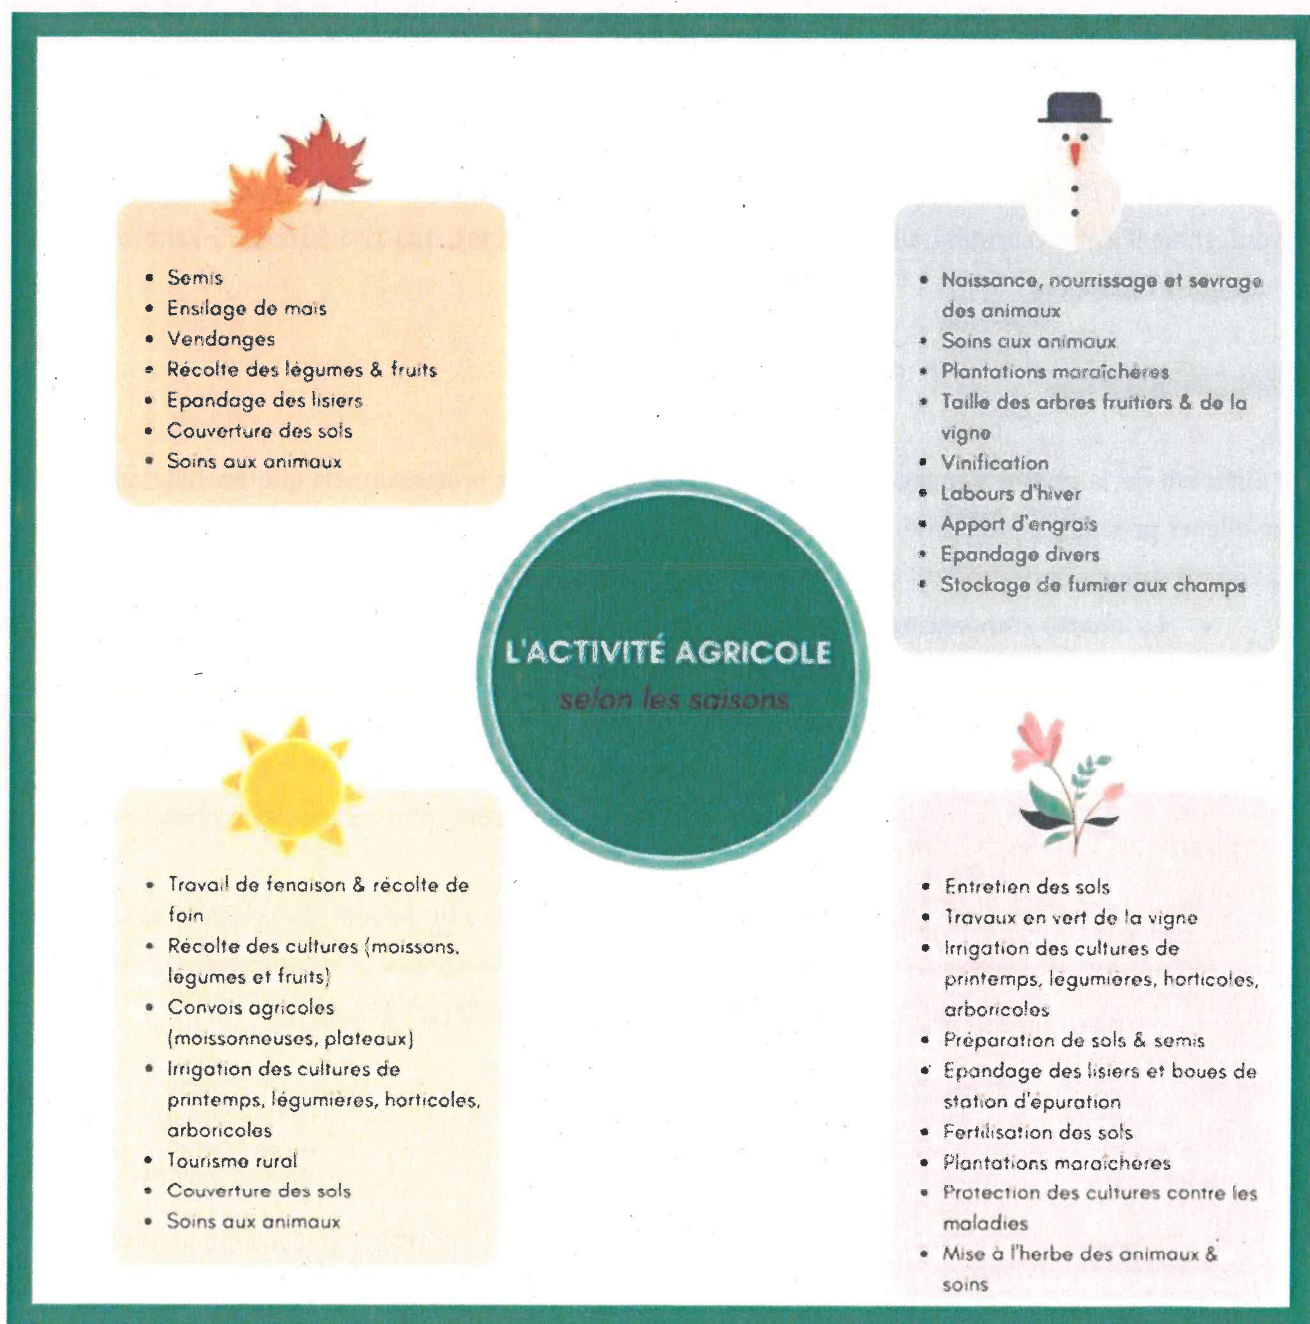 • Semis
• Ensilage de maïs
• Vendanges
• Récolte des légumes & fruits
• Epandage des lisiers
• Couverture des sols
• Soins aux animaux
• Naissance, nourrissage et sevrage
des animaux
• Soins aux animaux
• Plantations maraîchères
• Taille des arbres fruitiers & de la
vigne
• Vinification
• Labours d'hiver
• Apport d'engrais
• Epandage divers
• Stockage de fumier aux champs
L'ACTIVITÉ AGRICOLE
selon les saisons
• Travail de fenaison & récolte de
foin
• Récolte des cultures (moissons,
légumes et fruits)
• Convois agricoles
(moissonneuses, plateaux)
• Irrigation des cultures de
printemps, légumières, horticoles,
arboricoles
• Tourisme rural
• Couverture des sols
• Soins aux animaux
• Entretien des sols
• Travaux en vert de la vigne
• Irrigation des cultures de
printemps, légumières, horticoles,
arboricoles
• Préparation de sols & semis
• Epandage des lisiers et boues de
station d'épuration
• Fertilisation des sols
• Plantations maraîchères
• Protection des cultures contre les
maladies
• Mise à l'herbe des animaux &
soins